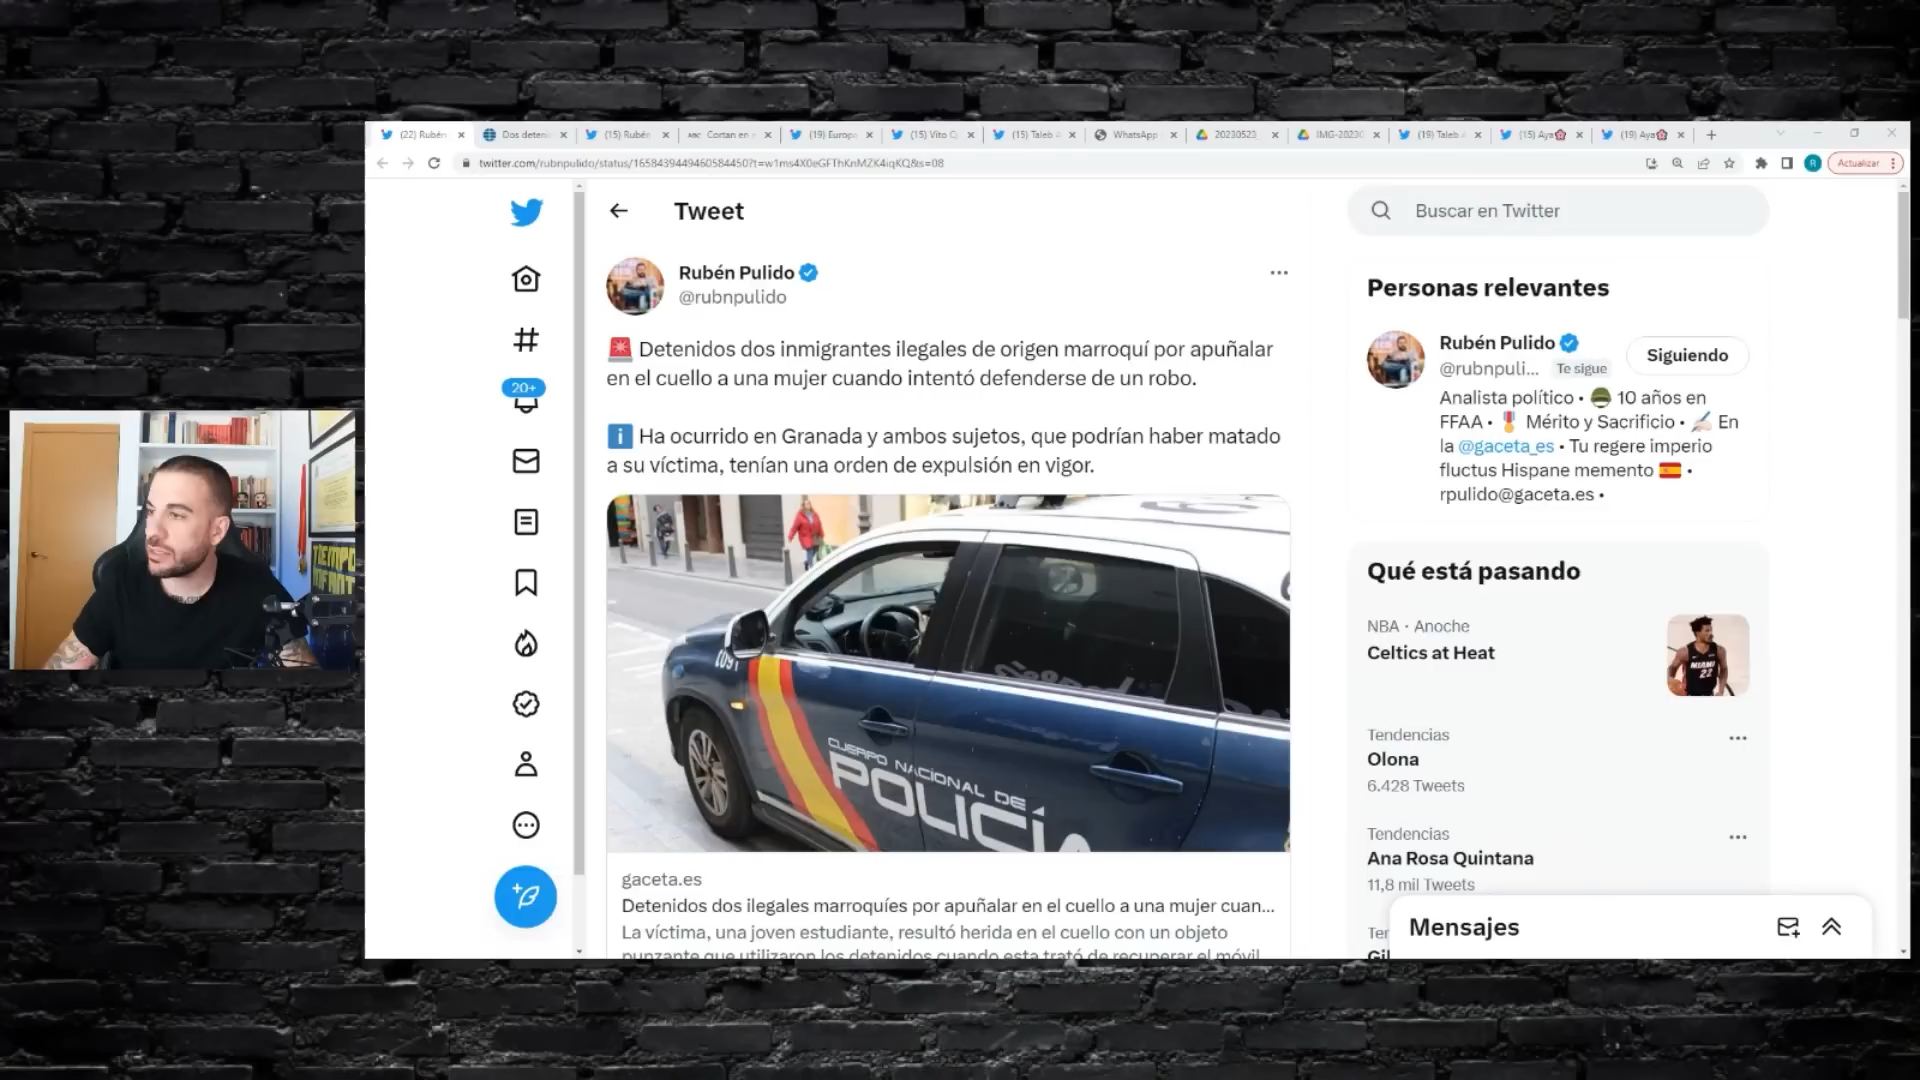 (22) Rubén
Dos deteni
(15) Rubén
ABC
Cortan en
(19) Europa
(15) Vito Q
(15) Taleb
WhatsApp
20230523
IMG-2023
(19) Taleb
(15) Aya
(19) Aya
twitter.com/rubnpulido/status/1658439449460584450?t=w1ms4X0eGFThKnMZK4iqKQ&s=08
R
Actualizar
Tweet
Buscar en Twitter
Rubén Pulido
@rubnpulido
Detenidos dos inmigrantes ilegales de origen marroquí por apuñalar
en el cuello a una mujer cuando intentó defenderse de un robo.
Ha ocurrido en Granada y ambos sujetos, que podrían haber matado
a su víctima, tenían una orden de expulsión en vigor.
20+
CUERPO NACIONAL DE
POLICÍA
gaceta.es
Detenidos dos ilegales marroquíes por apuñalar en el cuello a una mujer cuan...
La víctima, una joven estudiante, resultó herida en el cuello con un objeto
punzante que utilizaron los detenidos cuando esta trató de recuperar el móvil
Personas relevantes
Rubén Pulido
@rubnpuli... Te sigue
Siguiendo
Analista político • 10 años en
FFAA • Mérito y Sacrificio • En
la @gaceta_es • Tu regere imperio
fluctus Hispane memento •
rpulido@gaceta.es •
Qué está pasando
NBA · Anoche
Celtics at Heat
MIAMI
22
Tendencias
Olona
6.428 Tweets
Tendencias
Ana Rosa Quintana
11,8 mil Tweets
Mensajes